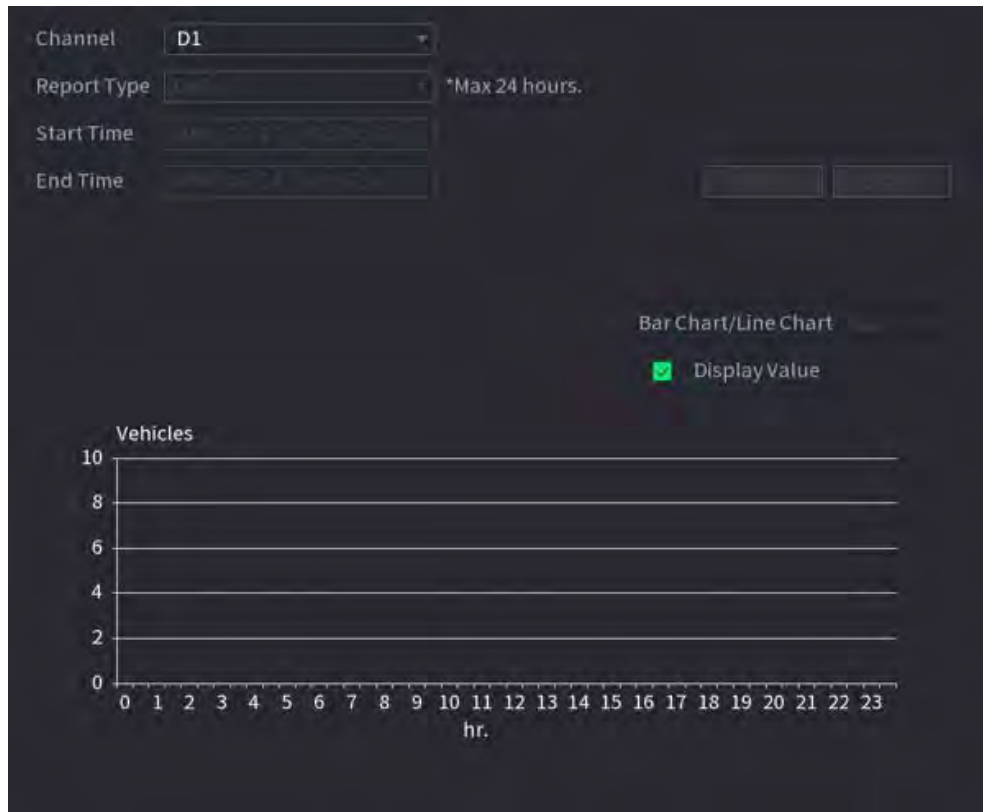 Channel D1
Report Type *Max 24 hours.
Start Time
End Time
Bar Chart/Line Chart
Display Value
Vehicles
10
8
6
4
2
0
0 1 2 3 4 5 6 7 8 9 10 11 12 13 14 15 16 17 18 19 20 21 22 23
hr.